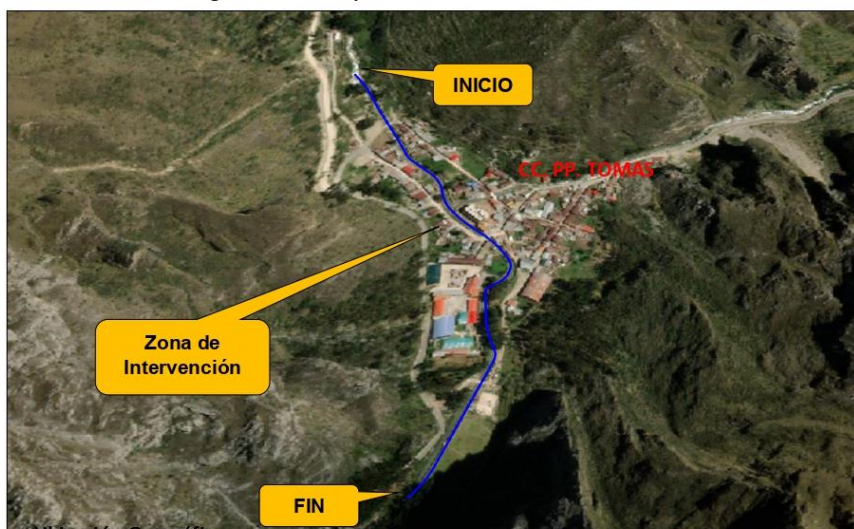 INICIO
CC. PP. TOMAS
Zona de
Intervención
FIN